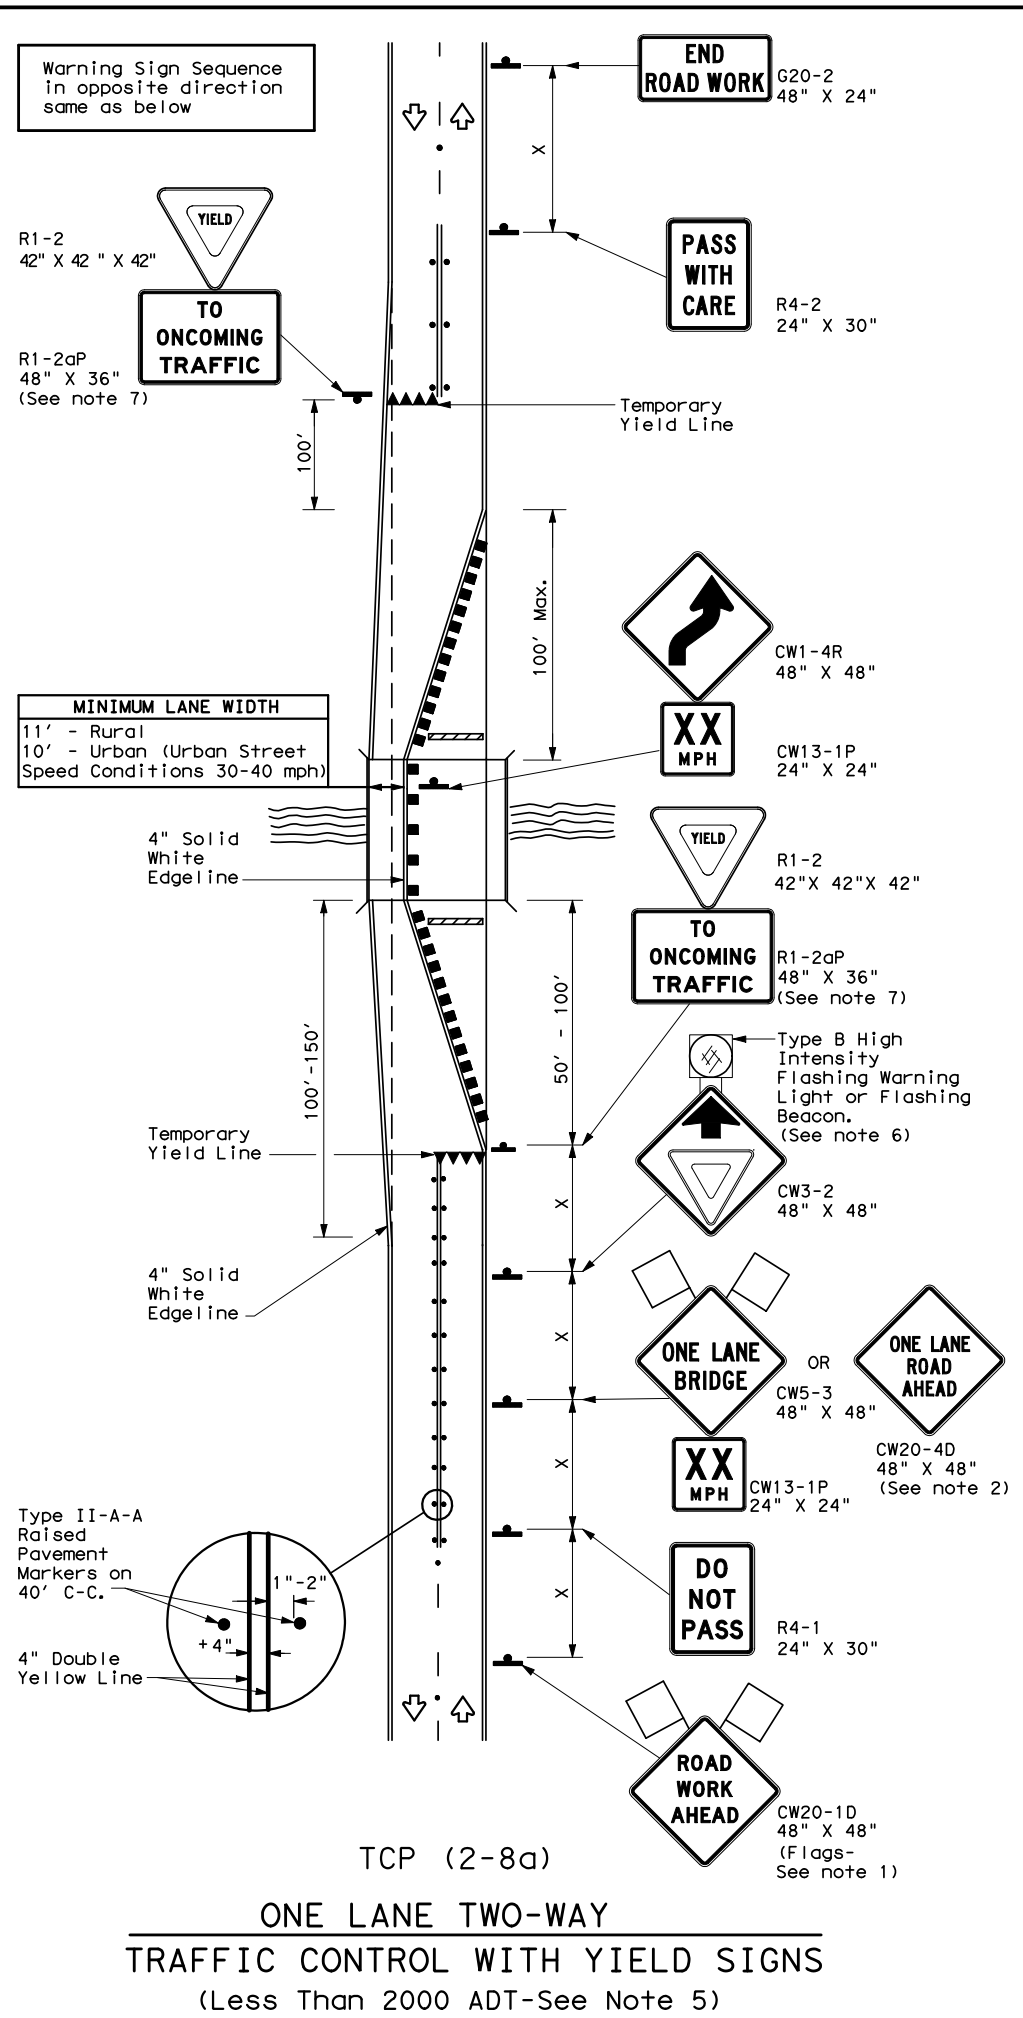 Warning Sign Sequence
in opposite direction
same as below
END
ROAD WORK
G20-2
48" X 24"
X
YIELD
R1-2
42" X 42 " X 42"
TO
ONCOMING
TRAFFIC
R1-2aP
48" X 36"
(See note 7)
PASS
WITH
CARE
R4-2
24" X 30"
Temporary
Yield Line
100'
100' Max.
CW1-4R
48" X 48"
XX
MPH
CW13-1P
24" X 24"
MINIMUM LANE WIDTH
11' - Rural
10' - Urban (Urban Street
Speed Conditions 30-40 mph)
4" Solid
White
Edgeline
YIELD
R1-2
42"X 42"X 42"
TO
ONCOMING
TRAFFIC
R1-2aP
48" X 36"
(See note 7)
50' - 100'
100'-150'
Type B High
Intensity
Flashing Warning
Light or Flashing
Beacon.
(See note 6)
Temporary
Yield Line
X
CW3-2
48" X 48"
4" Solid
White
Edgeline
X
ONE LANE
BRIDGE
OR
CW5-3
48" X 48"
ONE LANE
ROAD
AHEAD
CW20-4D
48" X 48"
(See note 2)
X
XX
MPH
CW13-1P
24" X 24"
Type II-A-A
Raised
Pavement
Markers on
40' C-C.
1"-2"
+4"
4" Double
Yellow Line
X
DO
NOT
PASS
R4-1
24" X 30"
ROAD
WORK
AHEAD
CW20-1D
48" X 48"
(Flags-
See note 1)
TCP (2-8a)
ONE LANE TWO-WAY
TRAFFIC CONTROL WITH YIELD SIGNS
(Less Than 2000 ADT-See Note 5)